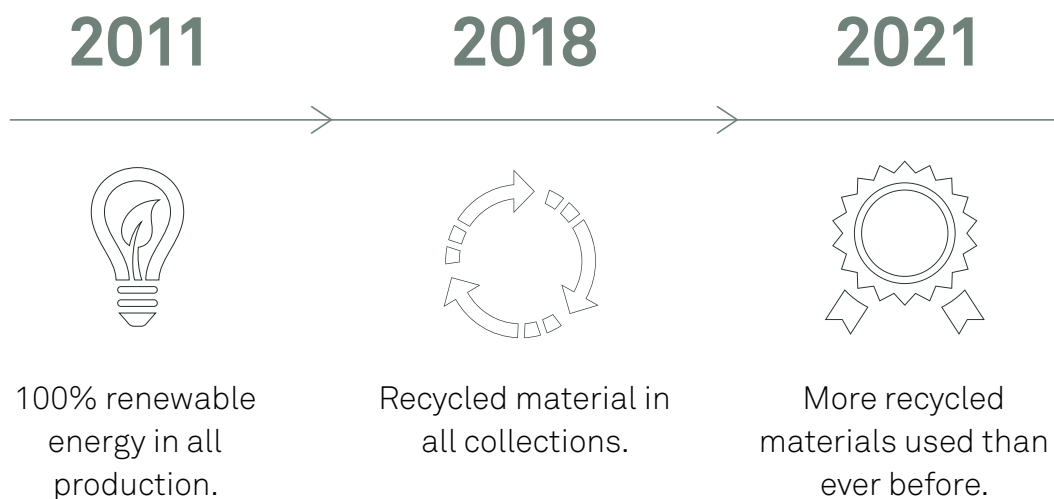 2011
2018
2021
100% renewable
energy in all
production.
Recycled material in
all collections.
More recycled
materials used than
ever before.